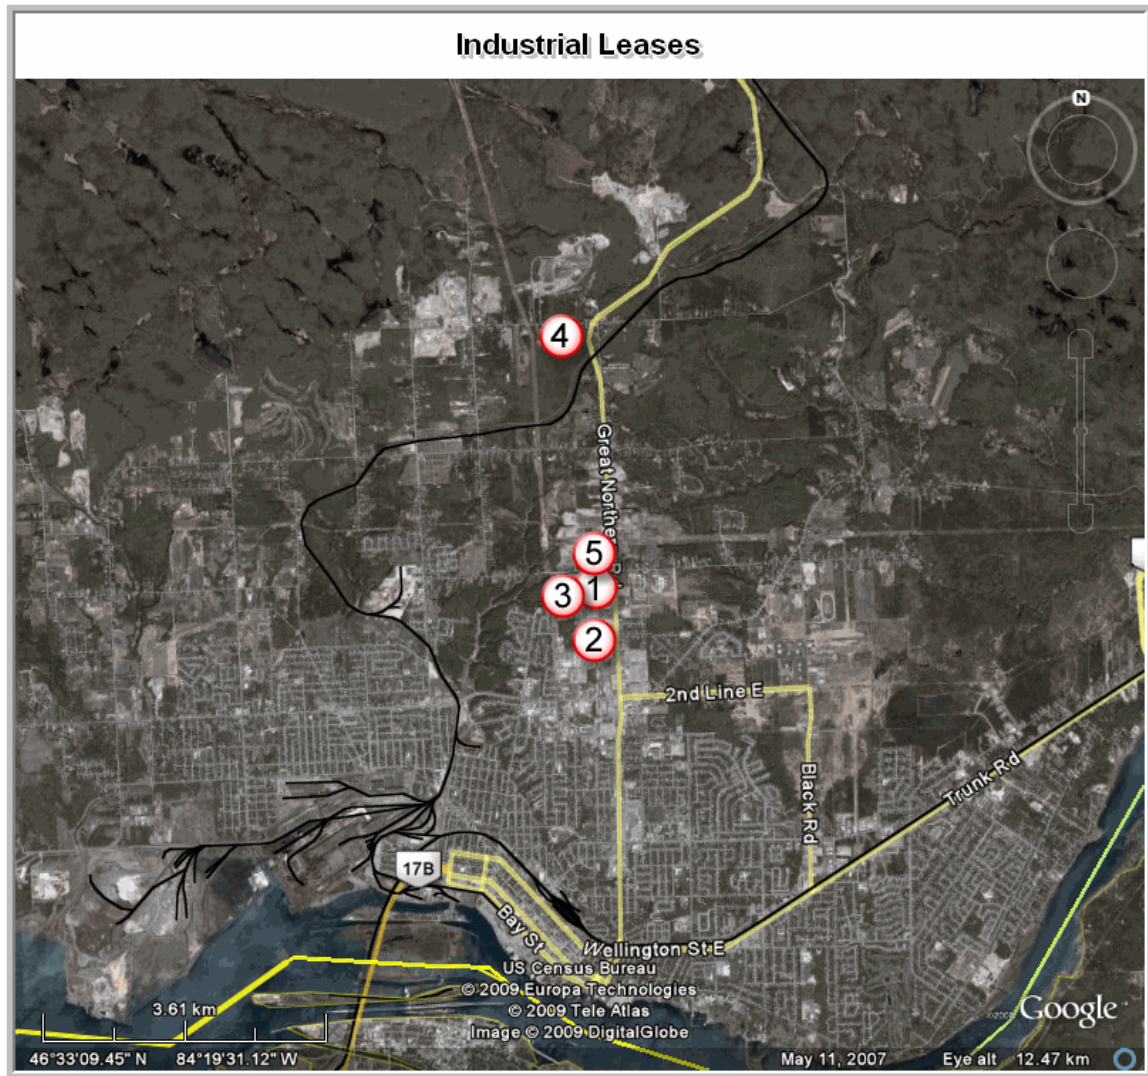 Industrial Leases
N
4
Great Norther
5
3
1
2
2nd Line E
Black Rd
Trunk Rd
17B
Bay St
Wellington St E
US Census Bureau
© 2009 Europa Technologies
© 2009 Tele Atlas
Image © 2009 DigitalGlobe
3.61 km
Google
46°33'09.45" N 84°19'31.12" W
May 11, 2007
Eye alt 12.47 km